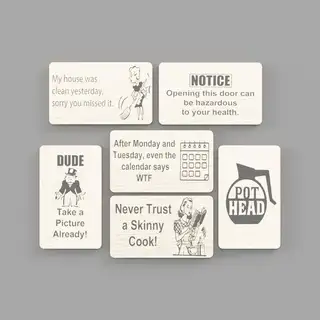 My house was
clean yesterday,
sorry you missed it.
NOTICE
Opening this door can
be hazardous
to your health.
After Monday and
Tuesday, even the
calendar says
WTF
DUDE
Take a
Picture
Already!
Never Trust
a Skinny
Cook!
POT
HEAD